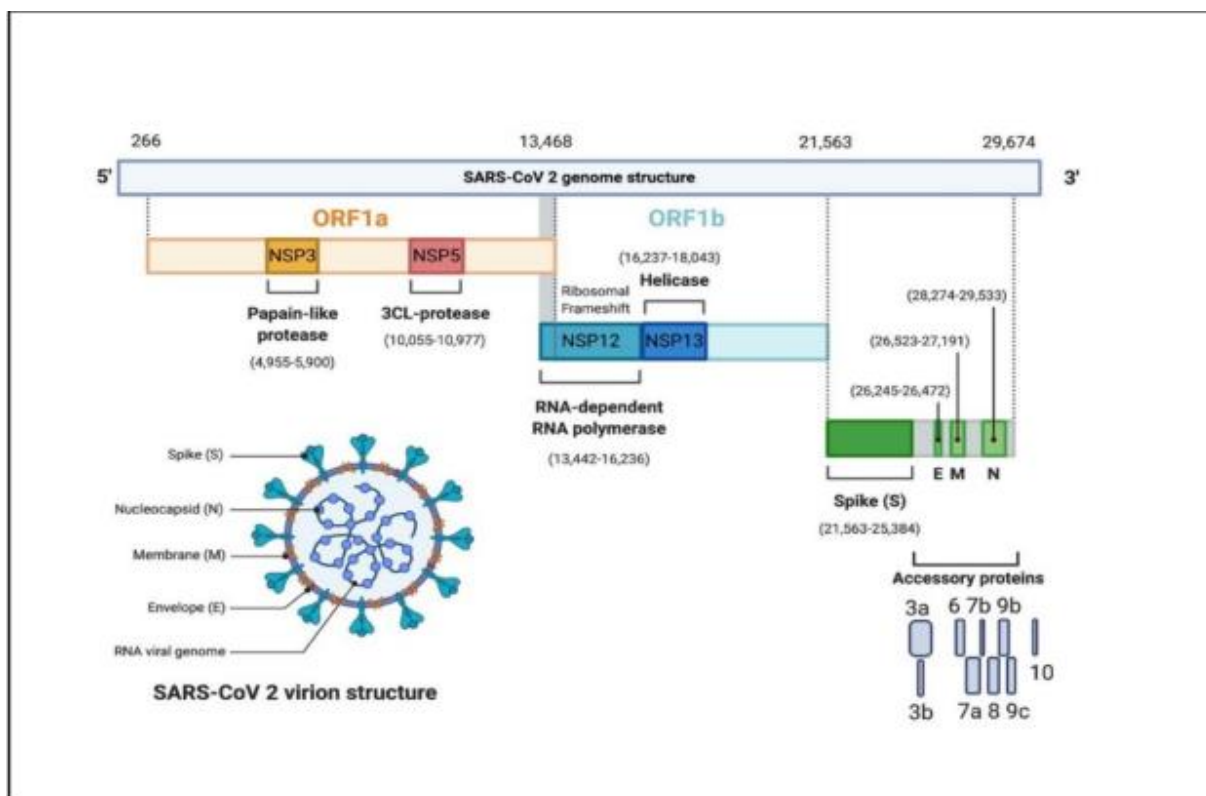 266 13,468 21,563 29,674
5' SARS-CoV 2 genome structure 3'
ORF1a ORF1b
NSP3 NSP5
(16,237-18,043)
Helicase
Papain-like
protease
(4,955-5,900)
3CL-protease
(10,055-10,977)
Ribosomal
Frameshift
NSP12 NSP13
RNA-dependent
RNA polymerase
(13,442-16,236)
(28,274-29,533)
(26,523-27,191)
(26,245-26,472)
E M N
Spike (S)
(21,563-25,384)
Accessory proteins
3a 6 7b 9b
10
3b 7a 8 9c
Spike (S)
Nucleocapsid (N)
Membrane (M)
Envelope (E)
RNA viral genome
SARS-CoV 2 virion structure